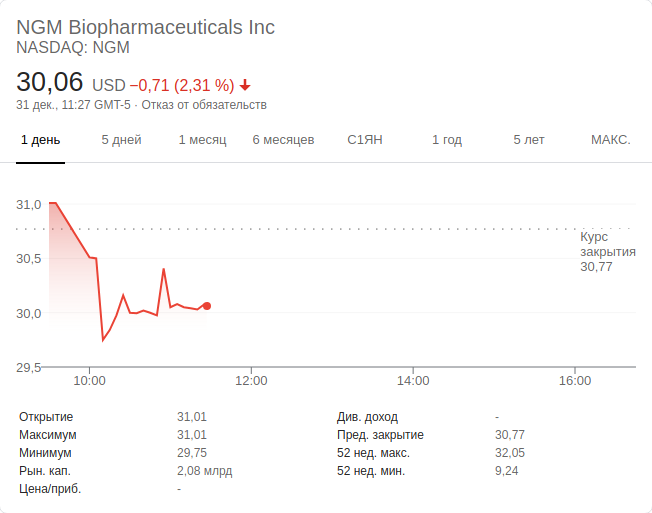 NGM Biopharmaceuticals Inc
NASDAQ: NGM
30,06 USD −0,71 (2,31 %)
31 дек., 11:27 GMT-5 · Отказ от обязательств
1 день 5 дней 1 месяц 6 месяцев С1ЯН 1 год 5 лет МАКС.
31,0
30,5
30,0
29,5
Курс
закрытия
30,77
10:00 12:00 14:00 16:00
Открытие 31,01 Див. доход -
Максимум 31,01 Пред. закрытие 30,77
Минимум 29,75 52 нед. макс. 32,05
Рын. кап. 2,08 млрд 52 нед. мин. 9,24
Цена/приб. -